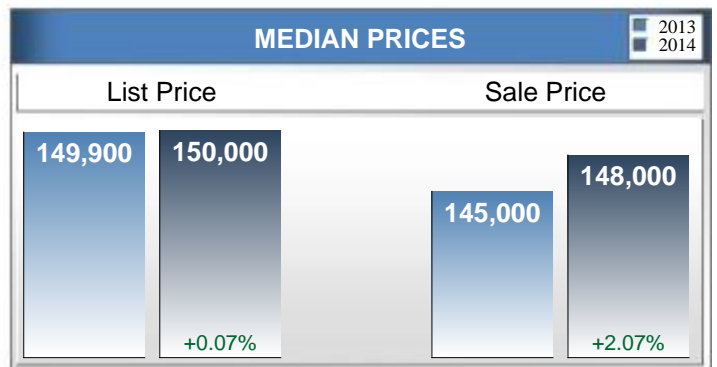 MEDIAN PRICES
2013
2014
List Price
Sale Price
149,900
150,000
145,000
148,000
+0.07%
+2.07%